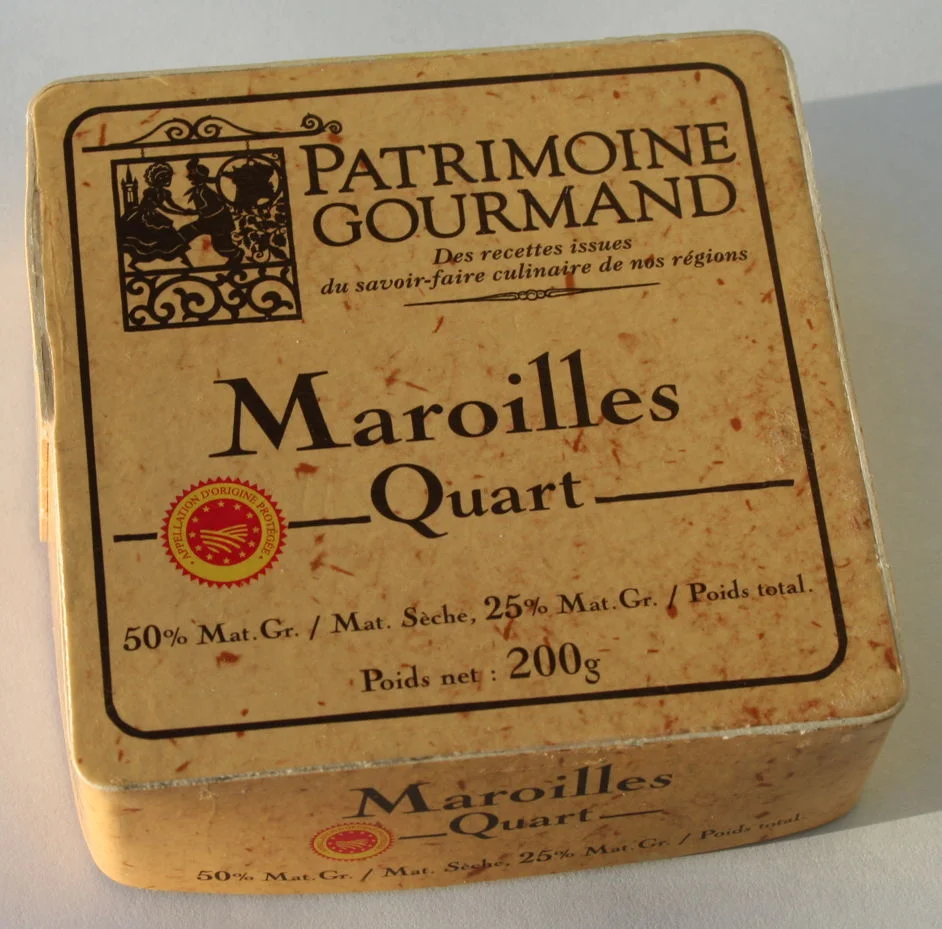 PATRIMOINE
GOURMAND
Des recettes issues
du savoir-faire culinaire de nos régions
Maroilles
Quart
APPELLATION D'ORIGINE PROTÉGÉE
50% Mat.Gr. / Mat. Sèche, 25% Mat.Gr. / Poids total.
Poids net : 200g
Maroilles
Quart
50% Mat.Gr. / Mat. Sèche, 25% Mat.Gr. / Poids total.